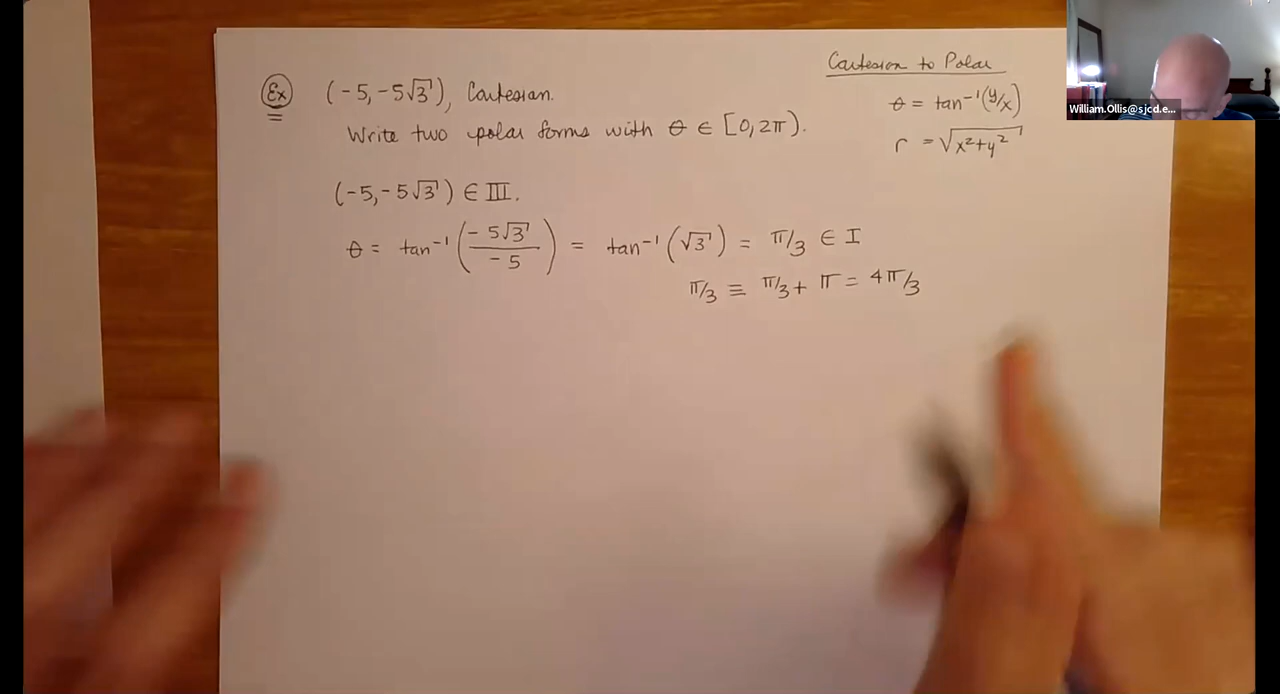 Cartesian to Polar
Ex (-5, -5√3), Cartesian.
θ = tan⁻¹(y/x)
William.Ollis@sjcd.e...
Write two polar forms with θ ∈ [0, 2π).
r = √x²+y²
(-5, -5√3) ∈ III.
θ = tan⁻¹(-5√3/-5) = tan⁻¹(√3) = π/3 ∈ I
π/3 ≡ π/3 + π = 4π/3